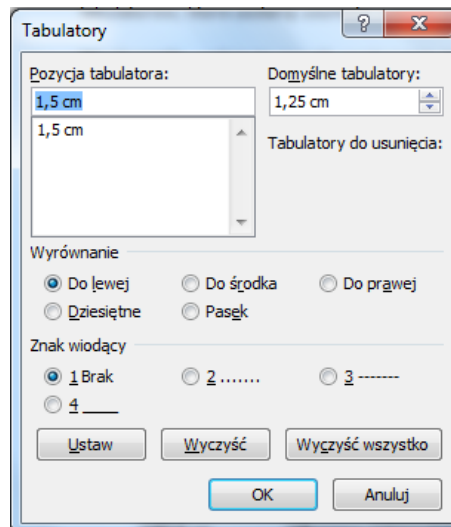 Tabulatory
Pozycja tabulatora: Domyślne tabulatory:
1,5 cm 1,25 cm
1,5 cm Tabulatory do usunięcia:
Wyrównanie
Do lewej Do środka Do prawej
Dziesiętne Pasek
Znak wiodący
1 Brak 2 ....... 3 -------
4 ____
Ustaw Wyczyść Wyczyść wszystko
OK Anuluj